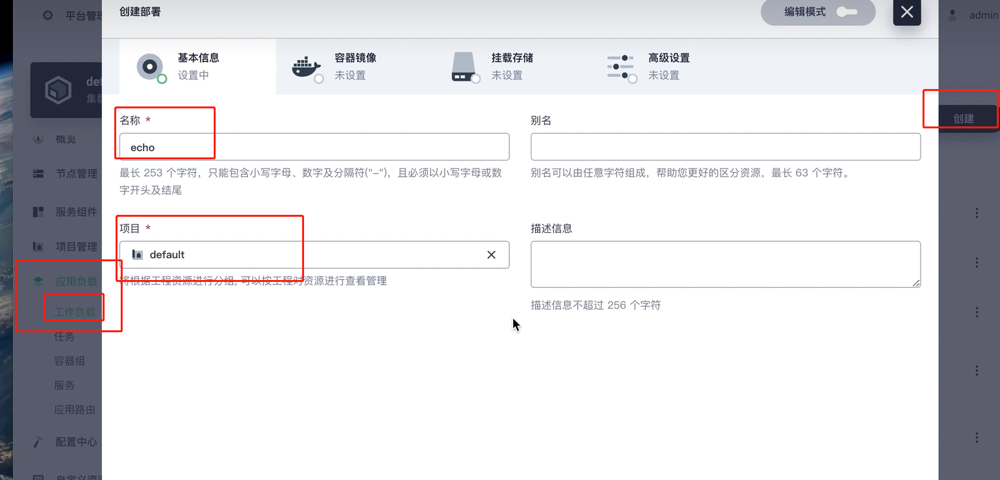 平台管理
创建部署
编辑模式
admin
基本信息
设置中
容器镜像
未设置
挂载存储
未设置
高级设置
未设置
def
集群
概览
节点管理
服务组件
项目管理
应用负载
工作负载
任务
容器组
服务
应用路由
配置中心
自定义资源
名称 *
echo
最长 253 个字符，只能包含小写字母、数字及分隔符("-")，且必须以小写字母或数
字开头及结尾
别名
别名可以由任意字符组成，帮助您更好的区分资源，最长 63 个字符。
项目 *
default
将根据工程资源进行分组, 可以按工程对资源进行查看管理
描述信息
描述信息不超过 256 个字符
创建